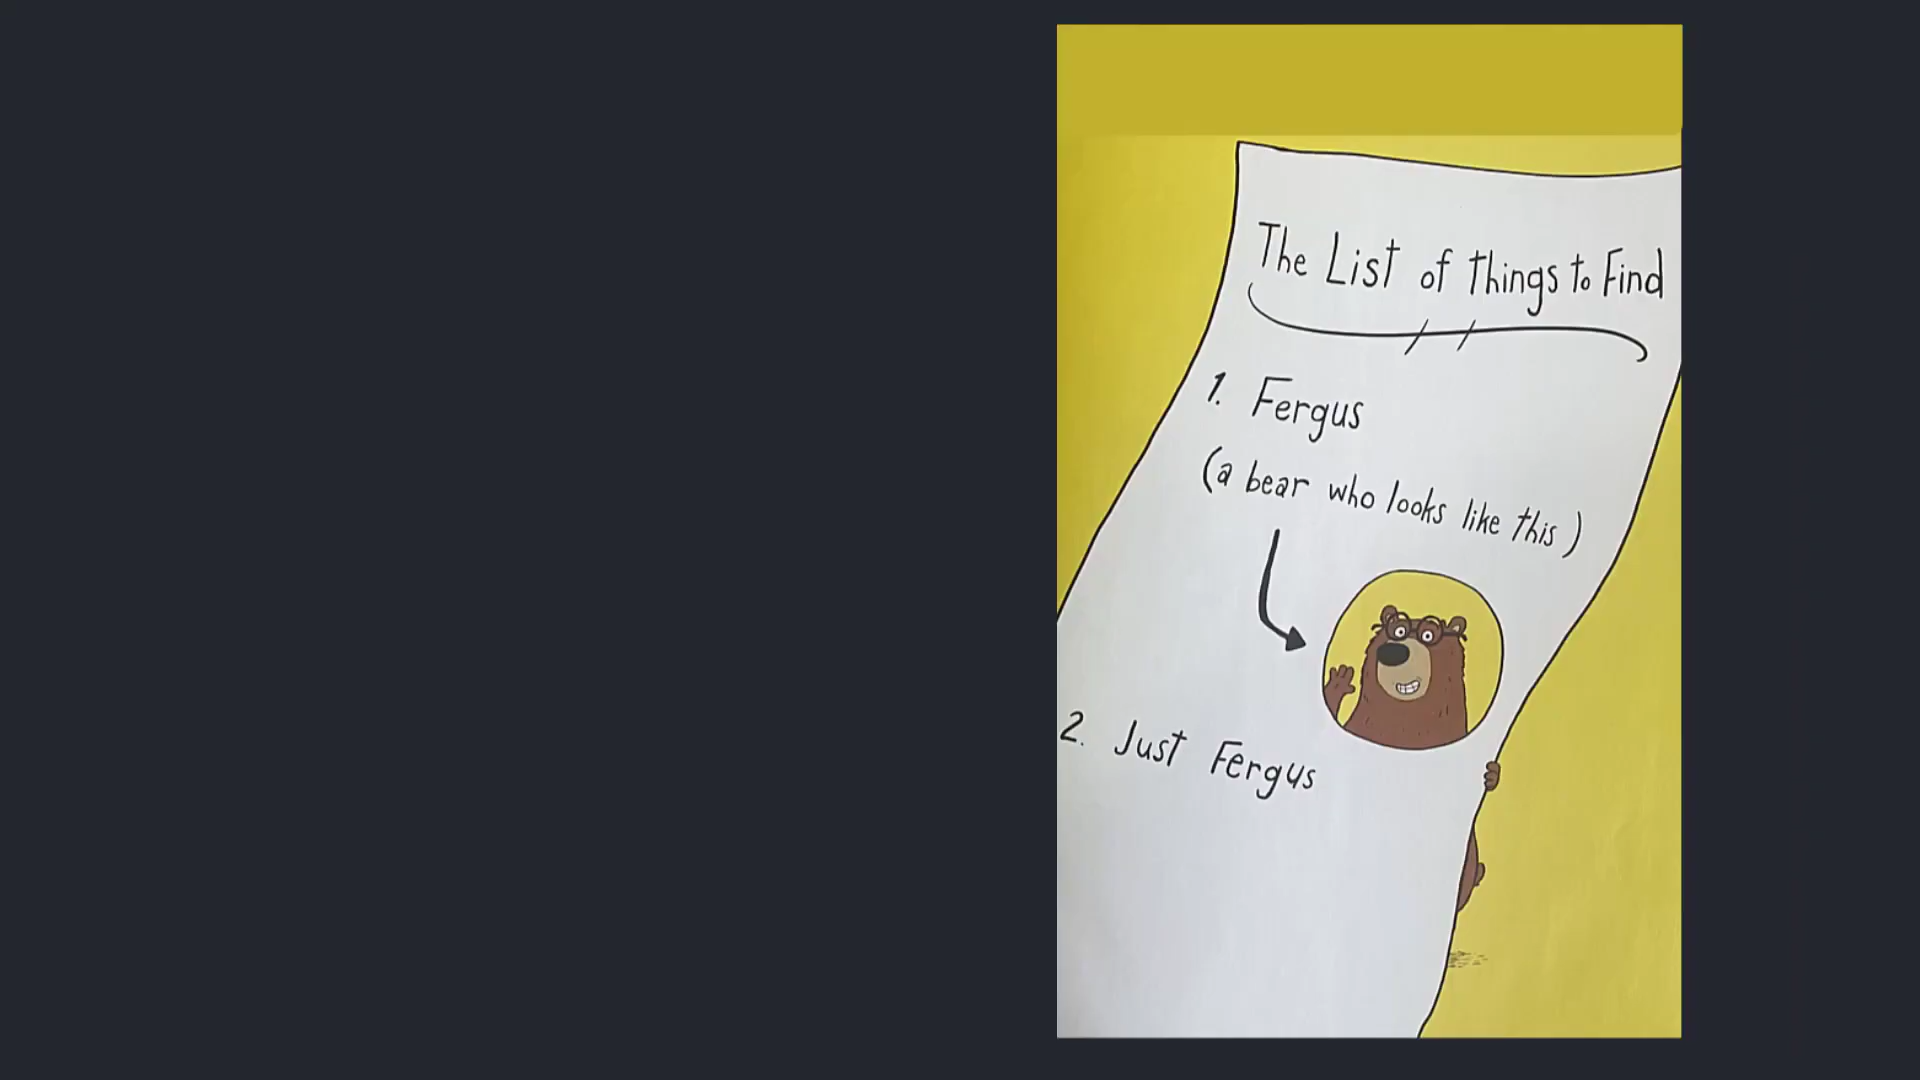 The List of Things to Find
1. Fergus
(a bear who looks like this)
2. Just Fergus